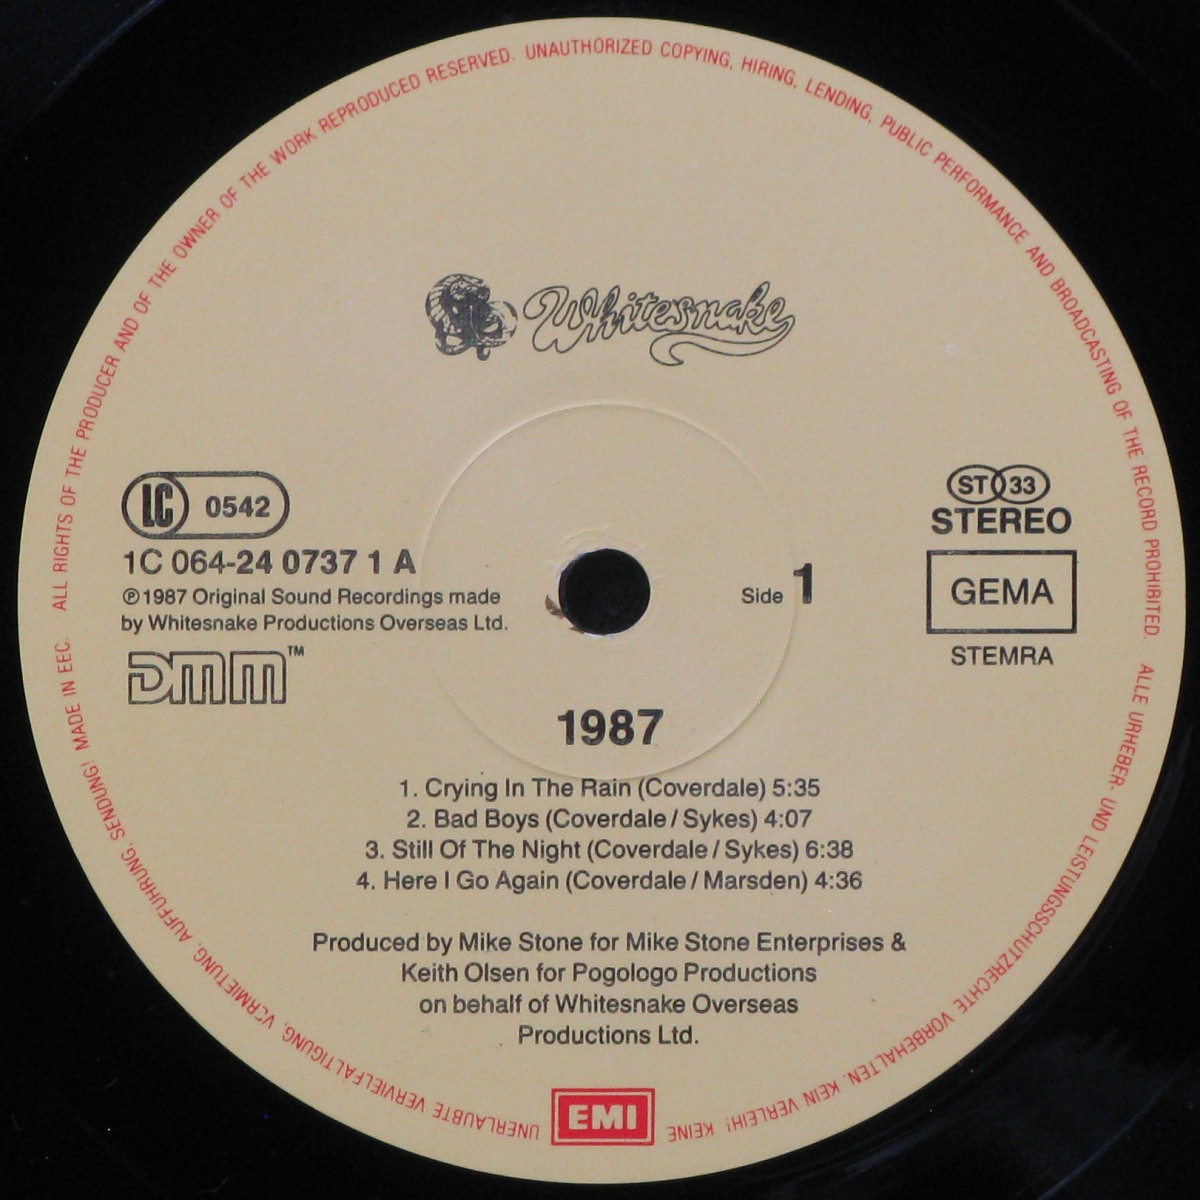 ALL RIGHTS OF THE PRODUCER AND OF THE OWNER OF THE WORK REPRODUCED RESERVED. UNAUTHORIZED COPYING, HIRING, LENDING, PUBLIC PERFORMANCE AND BROADCASTING OF THE RECORD PROHIBITED. ALLE URHEBER- UND LEISTUNGSSCHUTZRECHTE VORBEHALTEN. KEIN VERLEIH! KEINE UNERLAUBTE VERVIELFÄLTIGUNG, VERMIETUNG, AUFFÜHRUNG, SENDUNG! MADE IN EEC.
Whitesnake
LC 0542
1C 064-24 0737 1 A
℗ 1987 Original Sound Recordings made
by Whitesnake Productions Overseas Ltd.
DMM™
Side 1
ST 33
STEREO
GEMA
STEMRA
1987
1. Crying In The Rain (Coverdale) 5:35
2. Bad Boys (Coverdale / Sykes) 4:07
3. Still Of The Night (Coverdale / Sykes) 6:38
4. Here I Go Again (Coverdale / Marsden) 4:36
Produced by Mike Stone for Mike Stone Enterprises &
Keith Olsen for Pogologo Productions
on behalf of Whitesnake Overseas
Productions Ltd.
EMI